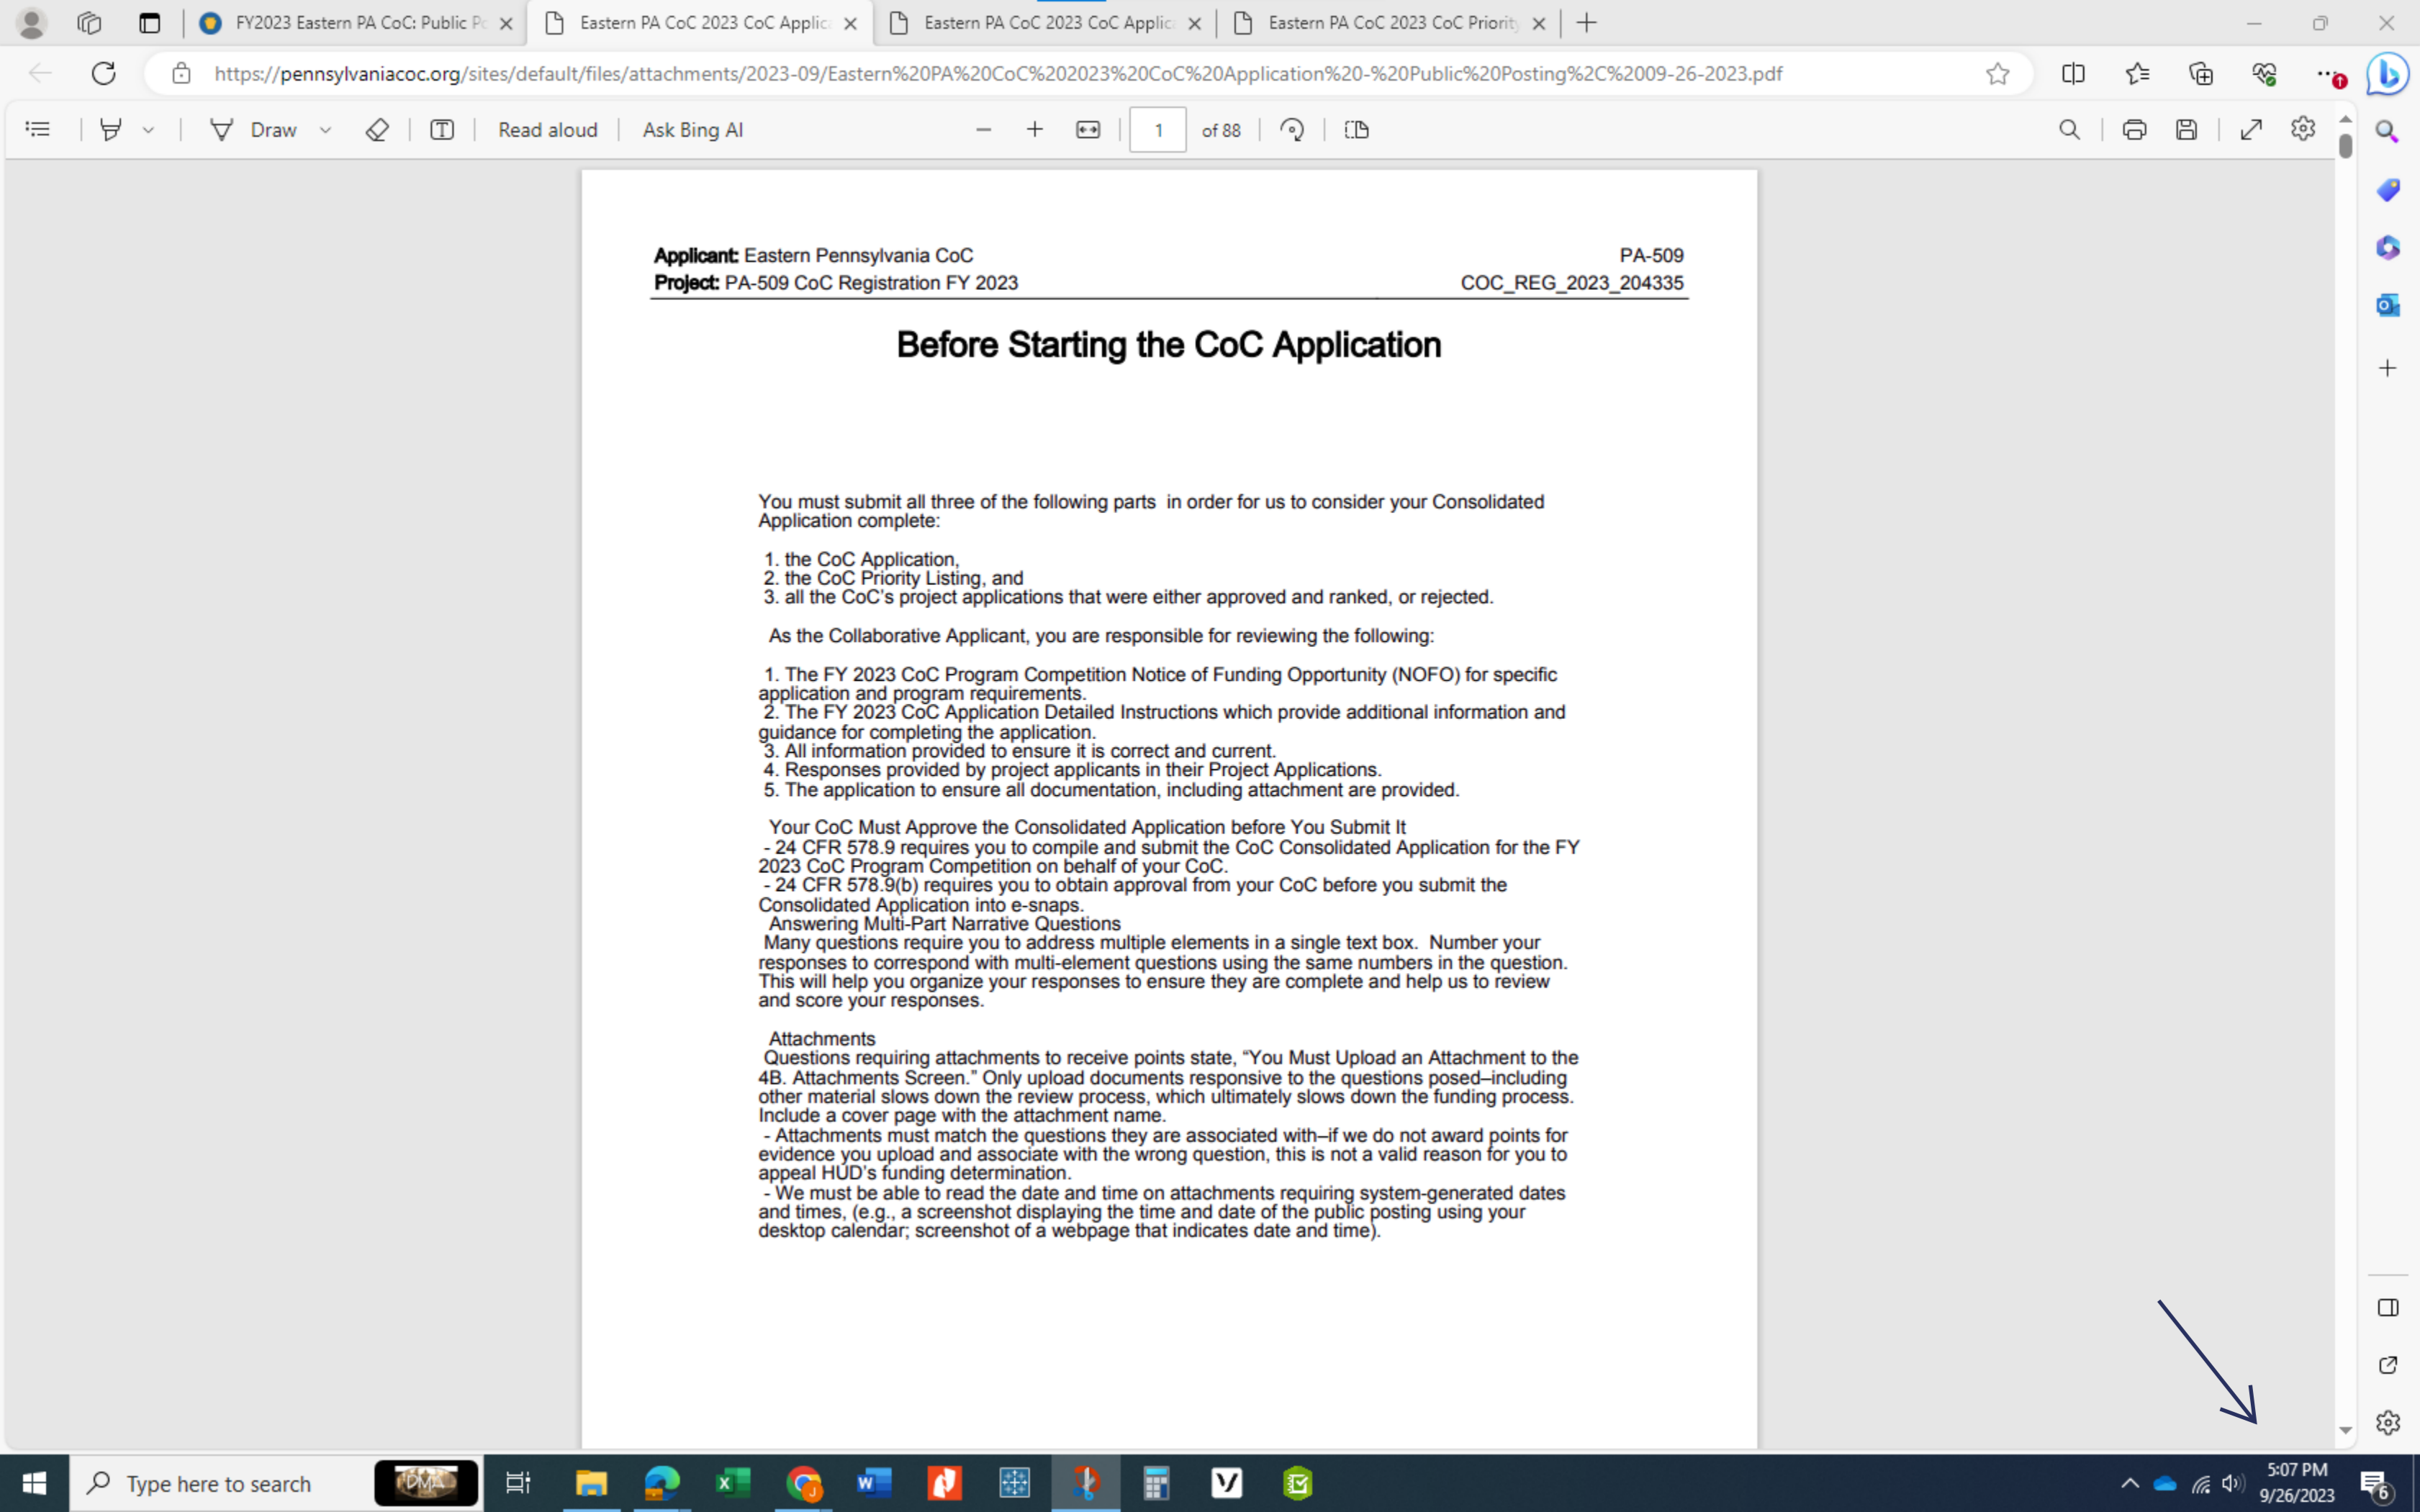 FY2023 Eastern PA CoC: Public Po
Eastern PA CoC 2023 CoC Applic
Eastern PA CoC 2023 CoC Applic
Eastern PA CoC 2023 CoC Priority
https://pennsylvaniacoc.org/sites/default/files/attachments/2023-09/Eastern%20PA%20CoC%202023%20CoC%20Application%20-%20Public%20Posting%2C%2009-26-2023.pdf
Draw
Read aloud
Ask Bing AI
1 of 88
Applicant: Eastern Pennsylvania CoC PA-509
Project: PA-509 CoC Registration FY 2023 COC_REG_2023_204335
Before Starting the CoC Application
You must submit all three of the following parts in order for us to consider your Consolidated
Application complete:
1. the CoC Application,
2. the CoC Priority Listing, and
3. all the CoC's project applications that were either approved and ranked, or rejected.
As the Collaborative Applicant, you are responsible for reviewing the following:
1. The FY 2023 CoC Program Competition Notice of Funding Opportunity (NOFO) for specific
application and program requirements.
2. The FY 2023 CoC Application Detailed Instructions which provide additional information and
guidance for completing the application.
3. All information provided to ensure it is correct and current.
4. Responses provided by project applicants in their Project Applications.
5. The application to ensure all documentation, including attachment are provided.
Your CoC Must Approve the Consolidated Application before You Submit It
- 24 CFR 578.9 requires you to compile and submit the CoC Consolidated Application for the FY
2023 CoC Program Competition on behalf of your CoC.
- 24 CFR 578.9(b) requires you to obtain approval from your CoC before you submit the
Consolidated Application into e-snaps.
Answering Multi-Part Narrative Questions
Many questions require you to address multiple elements in a single text box. Number your
responses to correspond with multi-element questions using the same numbers in the question.
This will help you organize your responses to ensure they are complete and help us to review
and score your responses.
Attachments
Questions requiring attachments to receive points state, “You Must Upload an Attachment to the
4B. Attachments Screen.” Only upload documents responsive to the questions posed–including
other material slows down the review process, which ultimately slows down the funding process.
Include a cover page with the attachment name.
- Attachments must match the questions they are associated with–if we do not award points for
evidence you upload and associate with the wrong question, this is not a valid reason for you to
appeal HUD's funding determination.
- We must be able to read the date and time on attachments requiring system-generated dates
and times, (e.g., a screenshot displaying the time and date of the public posting using your
desktop calendar; screenshot of a webpage that indicates date and time).
Type here to search
DMA
5:07 PM
9/26/2023
6